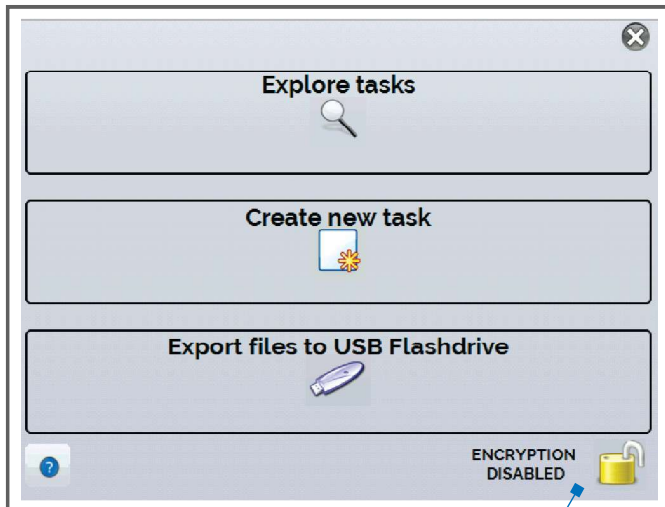 Explore tasks
Create new task
Export files to USB Flashdrive
?
ENCRYPTION
DISABLED